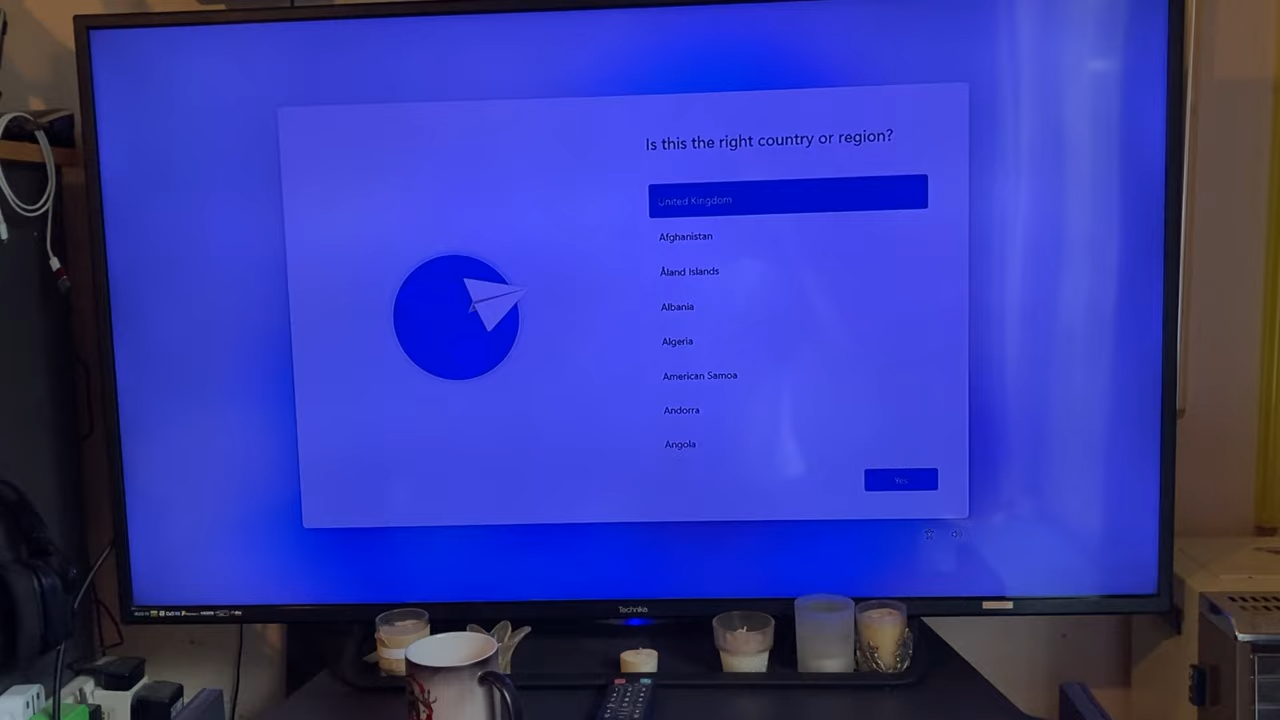 Is this the right country or region?
United Kingdom
Afghanistan
Åland Islands
Albania
Algeria
American Samoa
Andorra
Angola
Yes
Technika